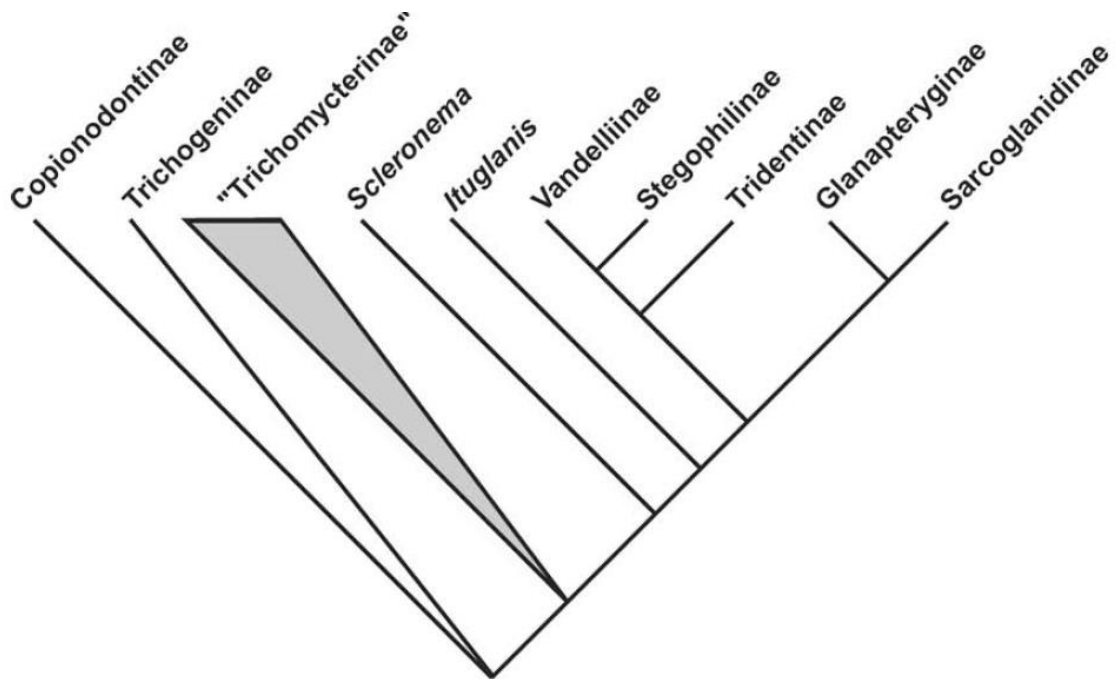 Copionodontinae
Trichogeninae
"Trichomycterinae"
Scleronema
Ituglanis
Vandelliinae
Stegophilinae
Tridentinae
Glanapteryginae
Sarcoglanidinae